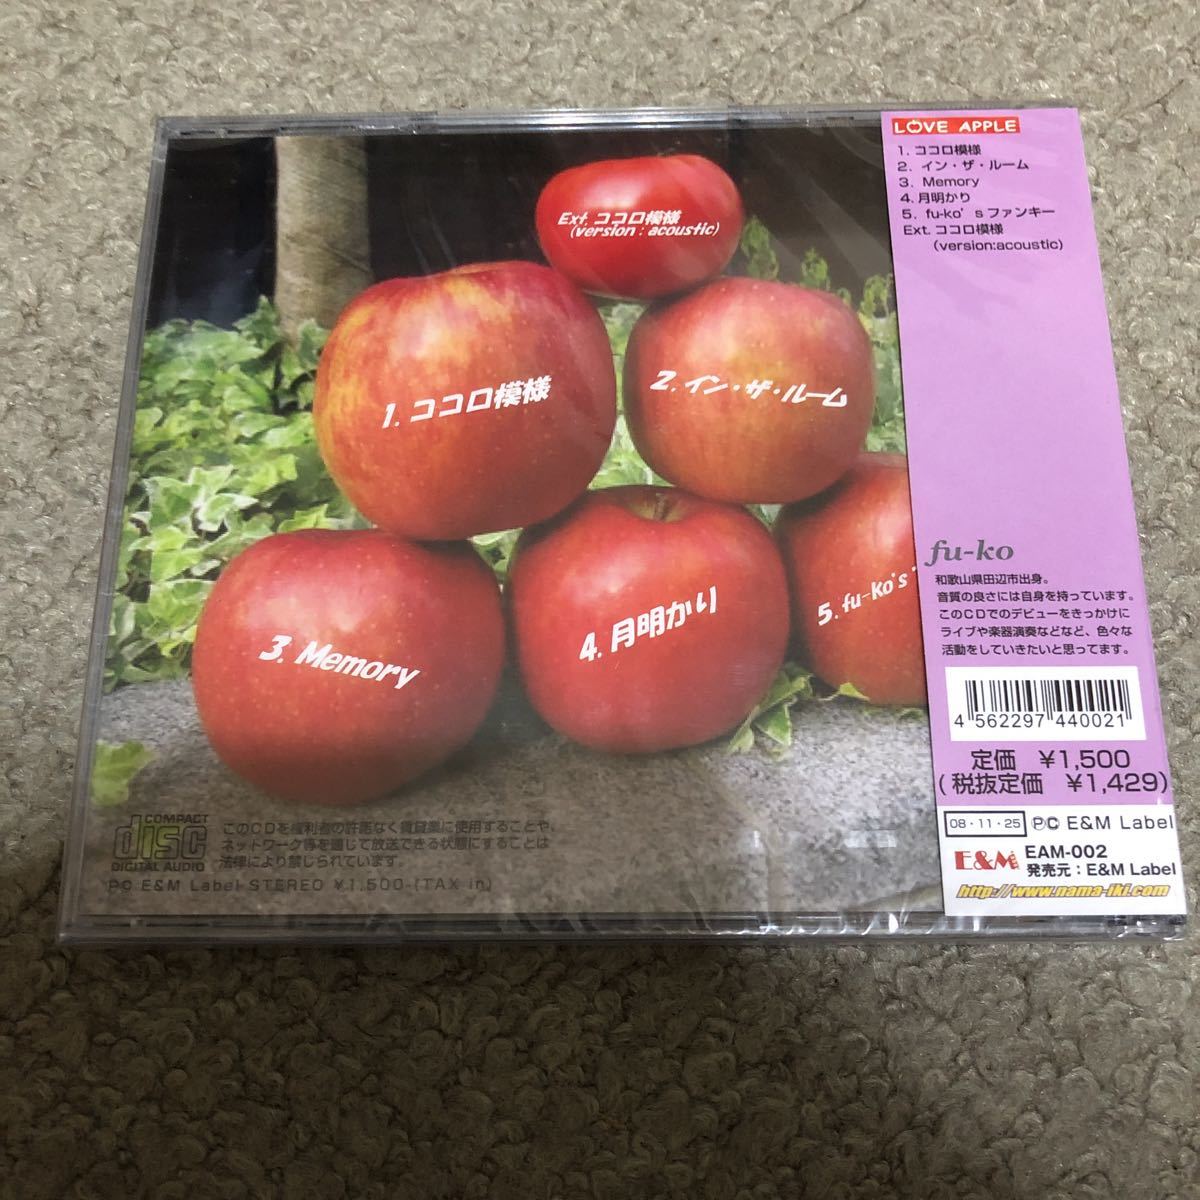 Ext. ココロ模様
(version : acoustic)
1. ココロ模様
2. イン・ザ・ルーム
3. Memory
4. 月明かり
5. fu-ko's
COMPACT
disc
DIGITAL AUDIO
このCDを権利者の許諾なく賃貸業に使用することや、
ネットワーク等を通じて放送できる状態にすることは
法律により禁じられています。
PC E&M Label STEREO ¥1,500-(TAX in)
LOVE APPLE
1. ココロ模様
2. イン・ザ・ルーム
3. Memory
4. 月明かり
5. fu-ko's ファンキー
Ext. ココロ模様
(version:acoustic)
fu-ko
和歌山県田辺市出身。
音質の良さには自身を持っています。
このCDでのデビューをきっかけに
ライブや楽器演奏などなど、色々な
活動をしていきたいと思ってます。
4 562297 440021
定価 ¥1,500
(税抜定価 ¥1,429)
08・11・25 ℗© E&M Label
E&M EAM-002
発売元：E&M Label
http://www.nama-iki.com